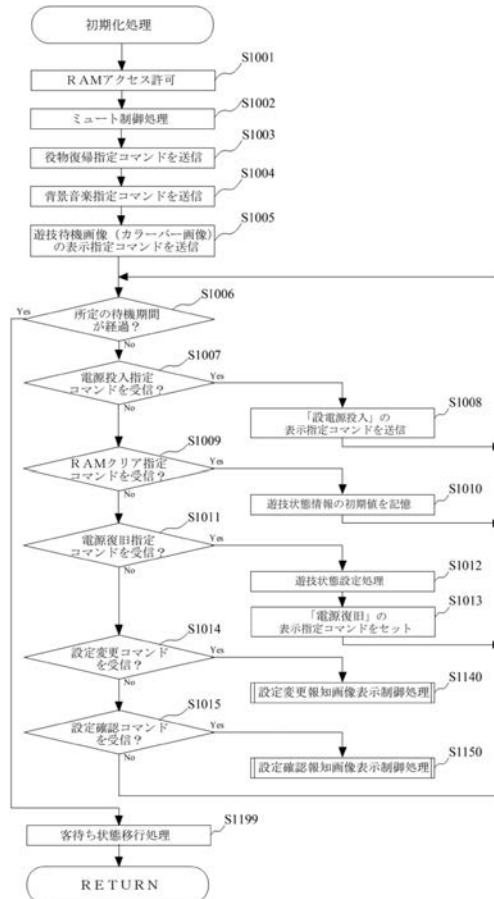 初期化処理
S1001
ＲＡＭアクセス許可
S1002
ミュート制御処理
S1003
役物復帰指定コマンドを送信
S1004
背景音楽指定コマンドを送信
S1005
遊技待機画像（カラーバー画像）
の表示指定コマンドを送信
S1006
Yes
所定の待機期間
が経過？
No
S1007
電源投入指定
コマンドを受信？
Yes
No
S1008
「設電源投入」の
表示指定コマンドを送信
S1009
ＲＡＭクリア指定
コマンドを受信？
Yes
No
S1010
遊技状態情報の初期値を記憶
S1011
電源復旧指定
コマンドを受信？
Yes
No
S1012
遊技状態設定処理
S1013
「電源復旧」の
表示指定コマンドをセット
S1014
設定変更コマンド
を受信？
Yes
No
S1140
設定変更報知画像表示制御処理
S1015
設定確認コマンド
を受信？
Yes
No
S1150
設定確認報知画像表示制御処理
S1199
客待ち状態移行処理
ＲＥＴＵＲＮ